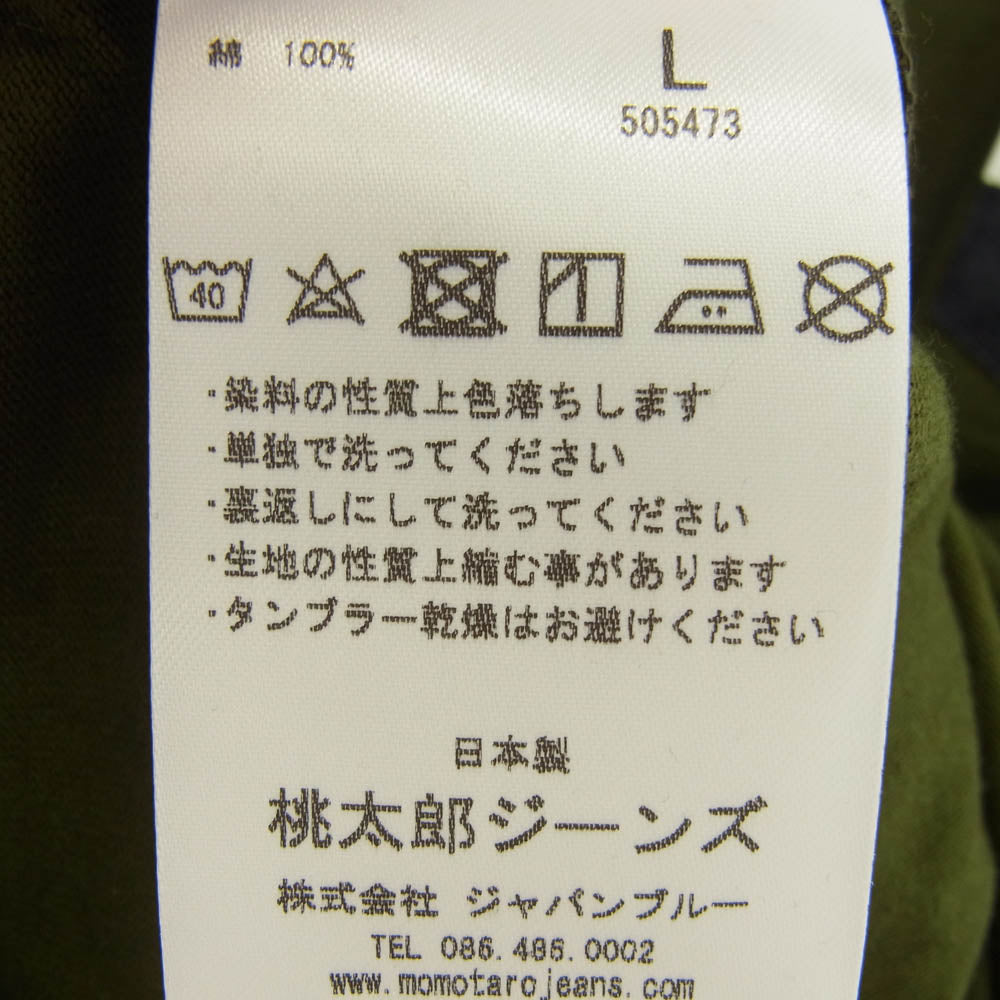 綿 100%
L
505473
40
・染料の性質上色落ちします
・単独で洗ってください
・裏返しにして洗ってください
・生地の性質上縮む事があります
・タンブラー乾燥はお避けください
日本製
桃太郎ジーンズ
株式会社 ジャパンブルー
TEL 086.486.0002
www.momotarojeans.com